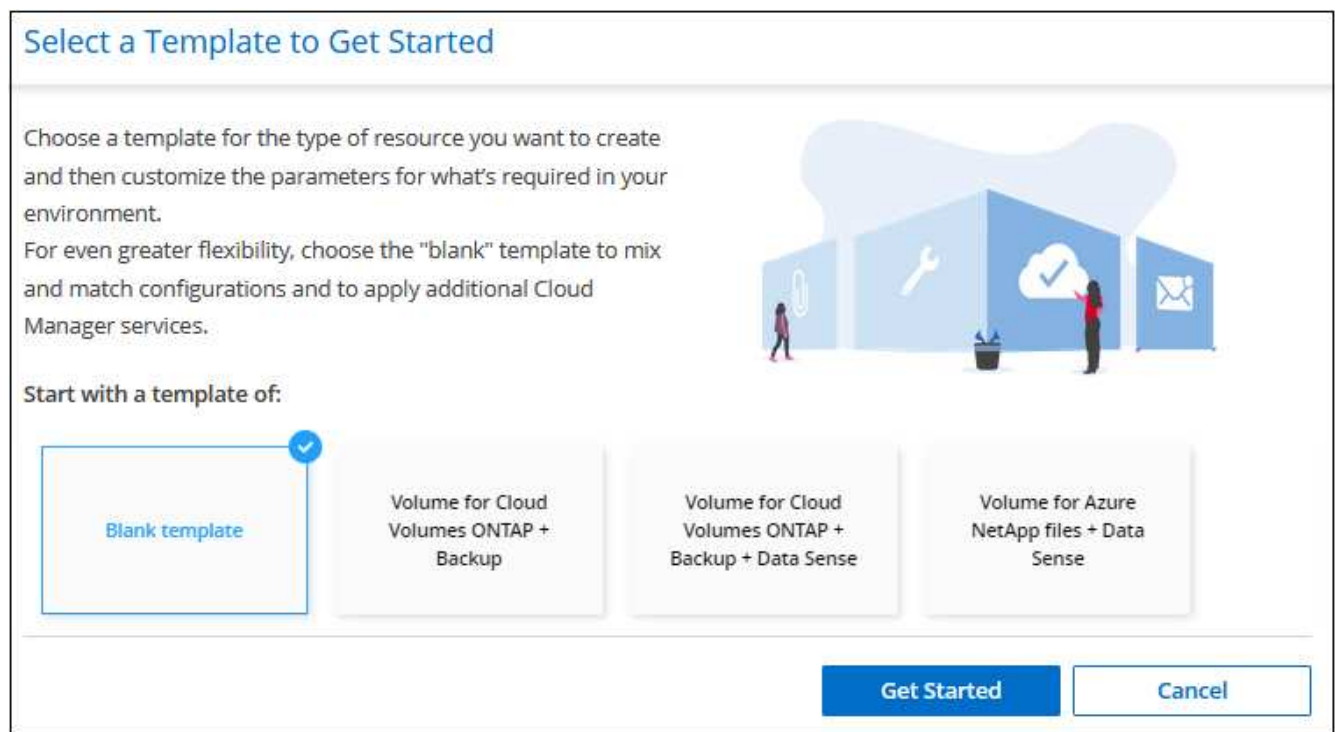 Select a Template to Get Started
Choose a template for the type of resource you want to create
and then customize the parameters for what's required in your
environment.
For even greater flexibility, choose the "blank" template to mix
and match configurations and to apply additional Cloud
Manager services.
Start with a template of:
Blank template
Volume for Cloud
Volumes ONTAP +
Backup
Volume for Cloud
Volumes ONTAP +
Backup + Data Sense
Volume for Azure
NetApp files + Data
Sense
Get Started
Cancel